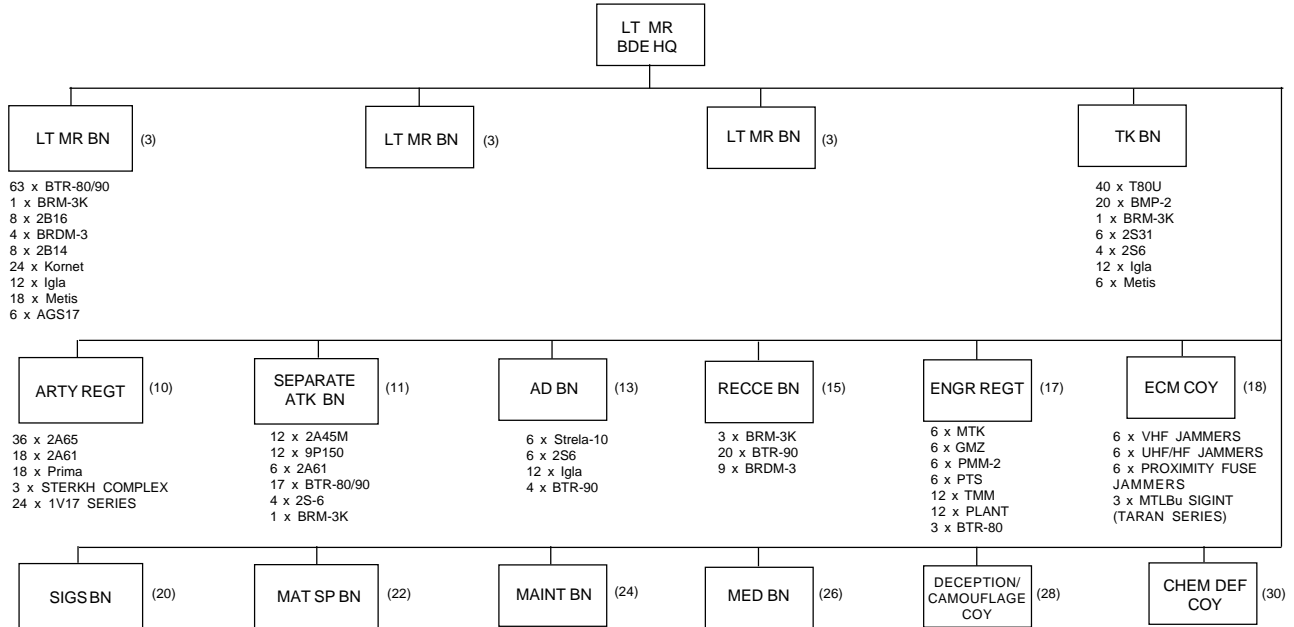 LT MR
BDE HQ
LT MR BN
(3)
LT MR BN
(3)
LT MR BN
(3)
TK BN
63 x BTR-80/90
1 x BRM-3K
8 x 2B16
4 x BRDM-3
8 x 2B14
24 x Kornet
12 x Igla
18 x Metis
6 x AGS17
40 x T80U
20 x BMP-2
1 x BRM-3K
6 x 2S31
4 x 2S6
12 x Igla
6 x Metis
ARTY REGT
(10)
36 x 2A65
18 x 2A61
18 x Prima
3 x STERKH COMPLEX
24 x 1V17 SERIES
SEPARATE
ATK BN
(11)
12 x 2A45M
12 x 9P150
6 x 2A61
17 x BTR-80/90
4 x 2S-6
1 x BRM-3K
AD BN
(13)
6 x Strela-10
6 x 2S6
12 x Igla
4 x BTR-90
RECCE BN
(15)
3 x BRM-3K
20 x BTR-90
9 x BRDM-3
ENGR REGT
(17)
6 x MTK
6 x GMZ
6 x PMM-2
6 x PTS
12 x TMM
12 x PLANT
3 x BTR-80
ECM COY
(18)
6 x VHF JAMMERS
6 x UHF/HF JAMMERS
6 x PROXIMITY FUSE
JAMMERS
3 x MTLBu SIGINT
(TARAN SERIES)
SIGS BN
(20)
MAT SP BN
(22)
MAINT BN
(24)
MED BN
(26)
DECEPTION/
CAMOUFLAGE
COY
(28)
CHEM DEF
COY
(30)